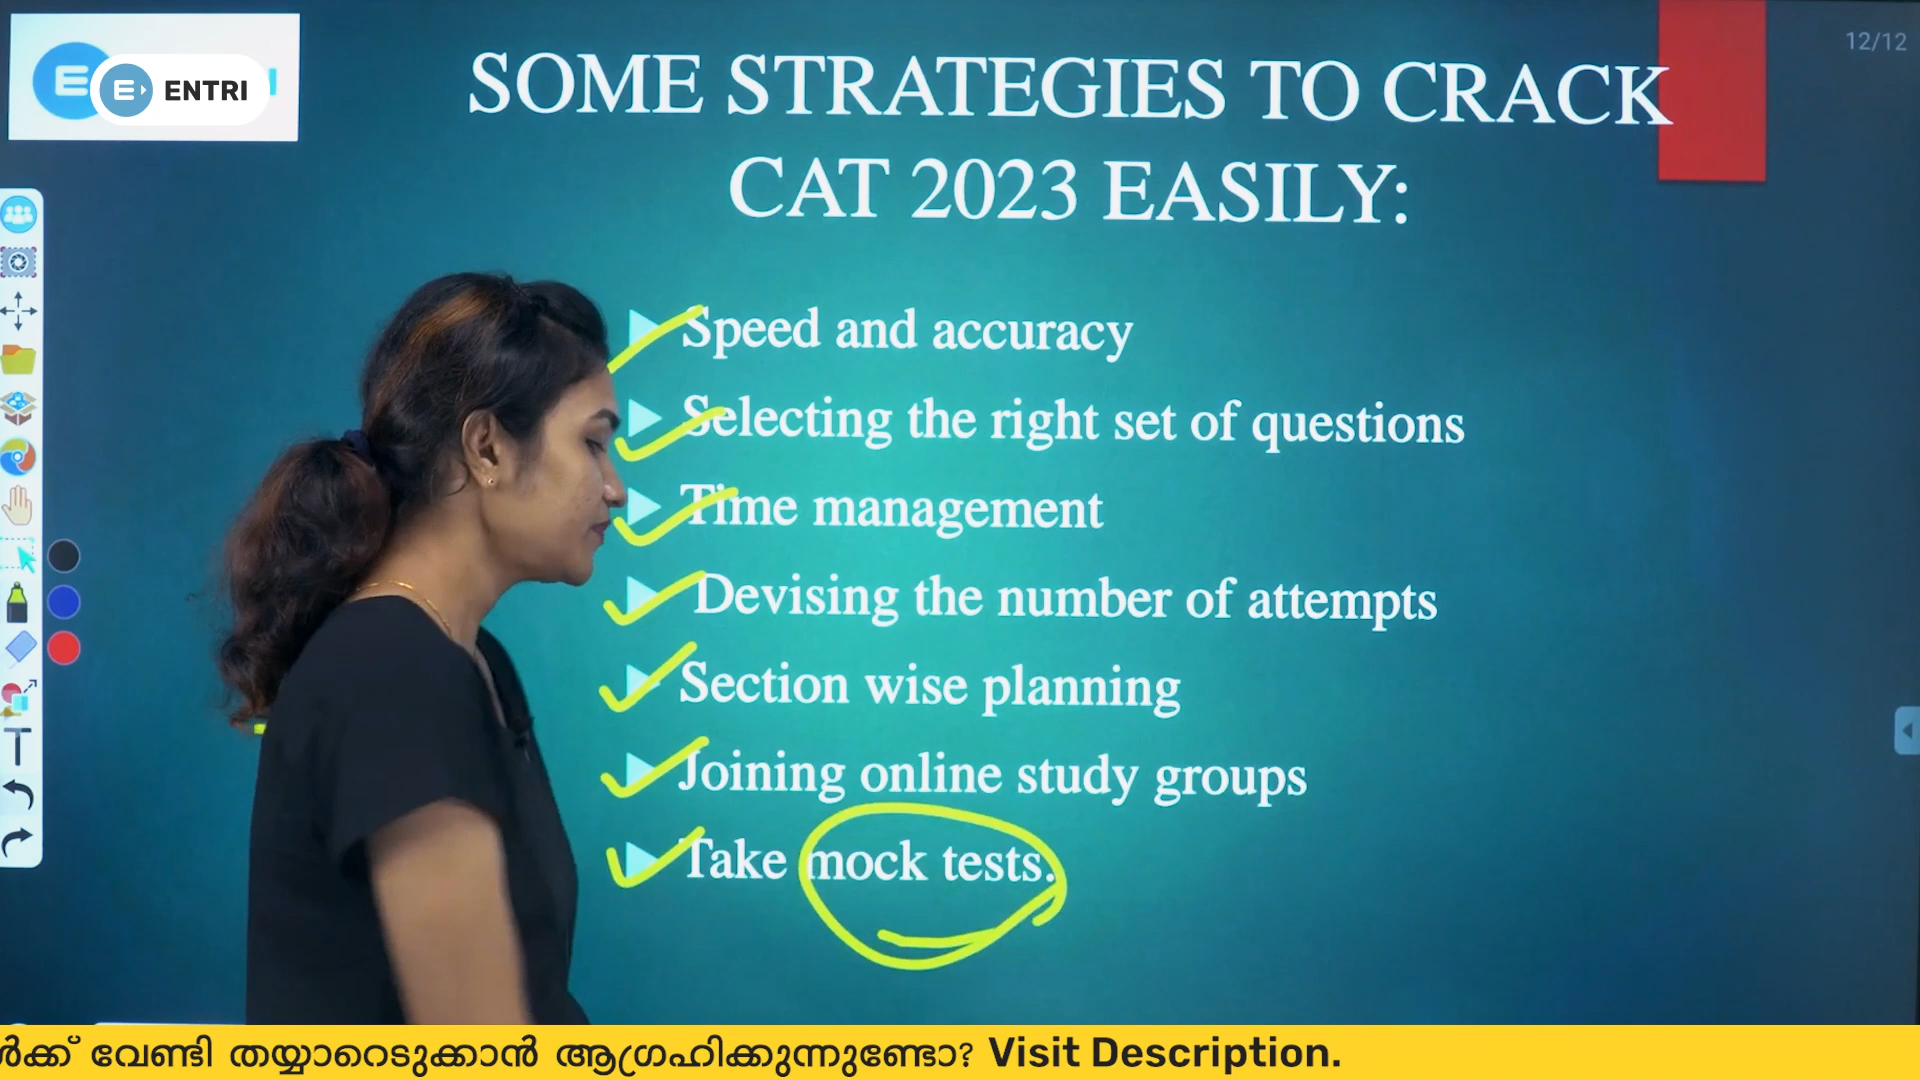 ENTRI
12/12
SOME STRATEGIES TO CRACK
CAT 2023 EASILY:
Speed and accuracy
Selecting the right set of questions
Time management
Devising the number of attempts
Section wise planning
Joining online study groups
Take mock tests.
വേണ്ടി തയ്യാറെടുക്കാൻ ആഗ്രഹിക്കുന്നുണ്ടോ? Visit Description.